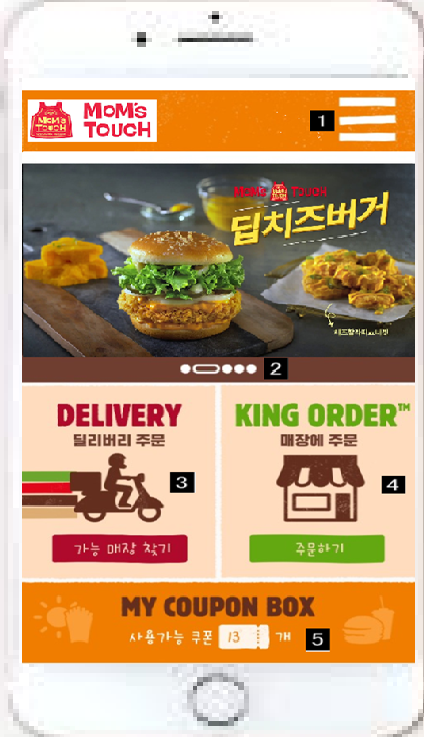 MOM'S TOUCH
MOM'S
TOUCH
1
MOM'S TOUCH
딥치즈버거
2
DELIVERY
딜리버리 주문
3
가능 매장 찾기
KING ORDER™
매장에 주문
4
주문하기
MY COUPON BOX
사용가능 쿠폰 13 개
5